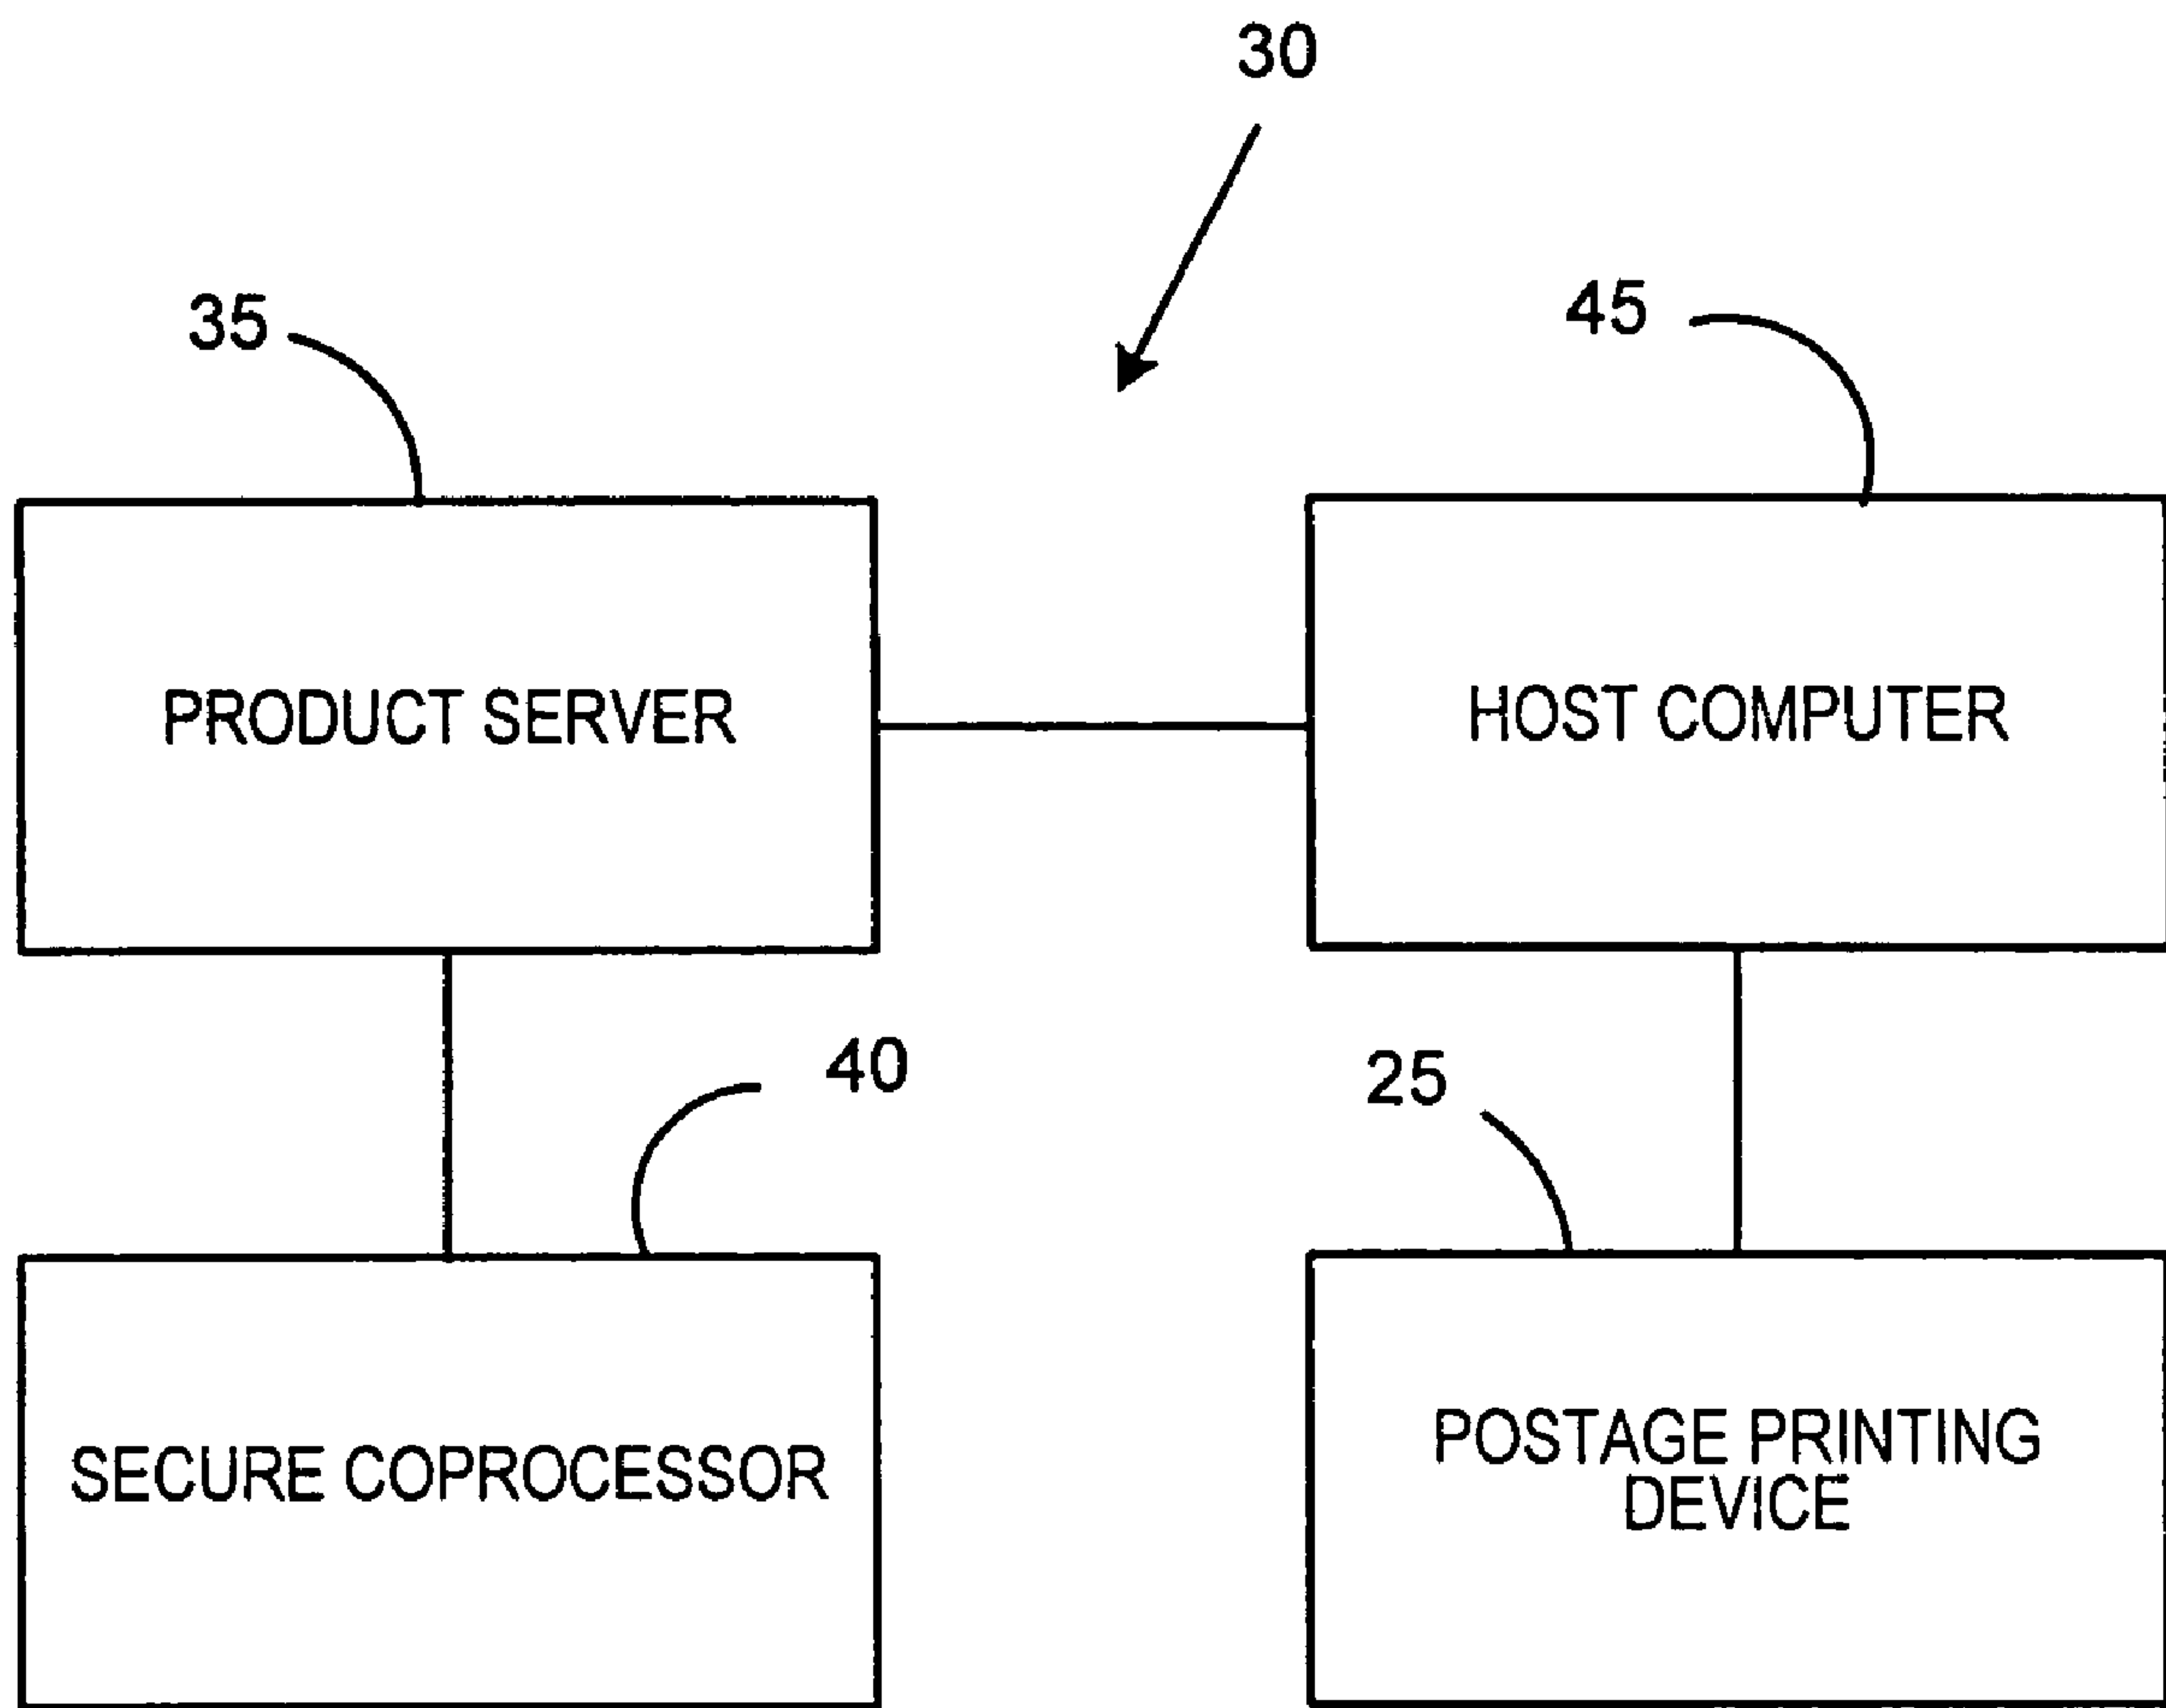 30
35
45
PRODUCT SERVER
HOST COMPUTER
40
25
SECURE COPROCESSOR
POSTAGE PRINTING
DEVICE